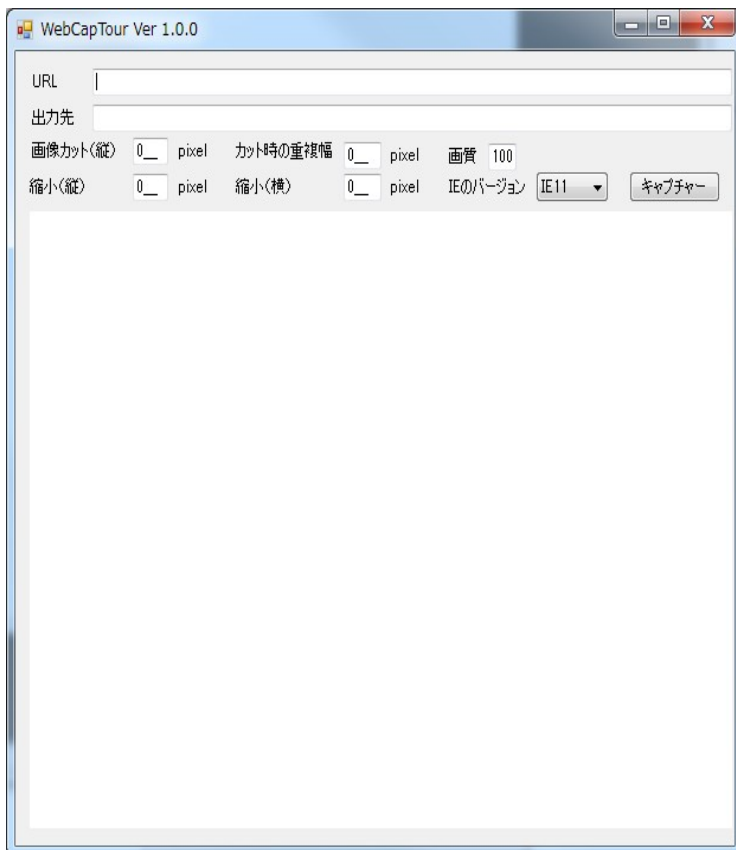 WebCapTour Ver 1.0.0
URL
出力先
画像カット(縦) 0__ pixel カット時の重複幅 0__ pixel 画質 100
縮小(縦) 0__ pixel 縮小(横) 0__ pixel IEのバージョン IE11 キャプチャー